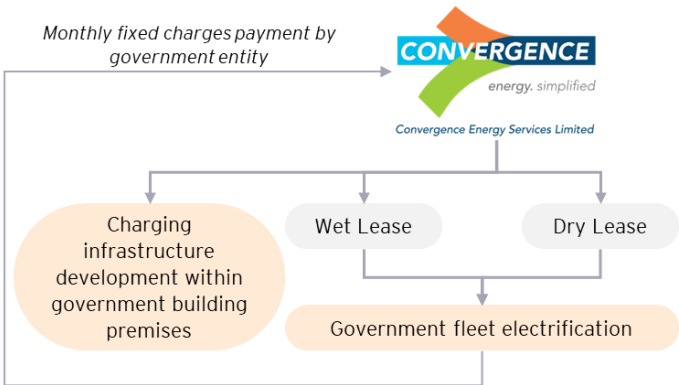 Monthly fixed charges payment by
government entity
CONVERGENCE
energy. simplified
Convergence Energy Services Limited
Charging
infrastructure
development within
government building
premises
Wet Lease
Dry Lease
Government fleet electrification